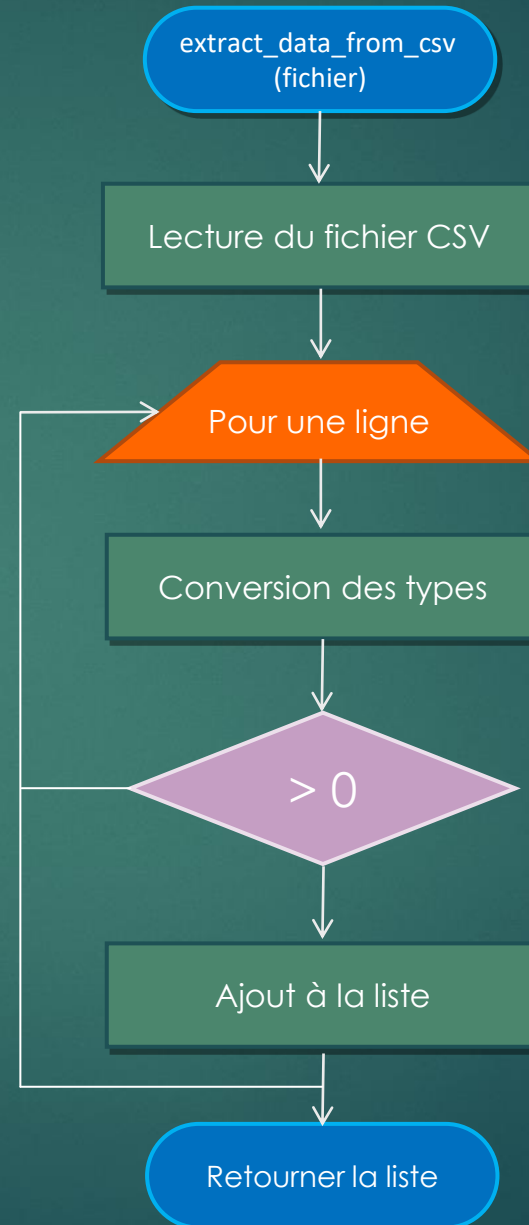 extract_data_from_csv
(fichier)
Lecture du fichier CSV
Pour une ligne
Conversion des types
> 0
Ajout à la liste
Retourner la liste